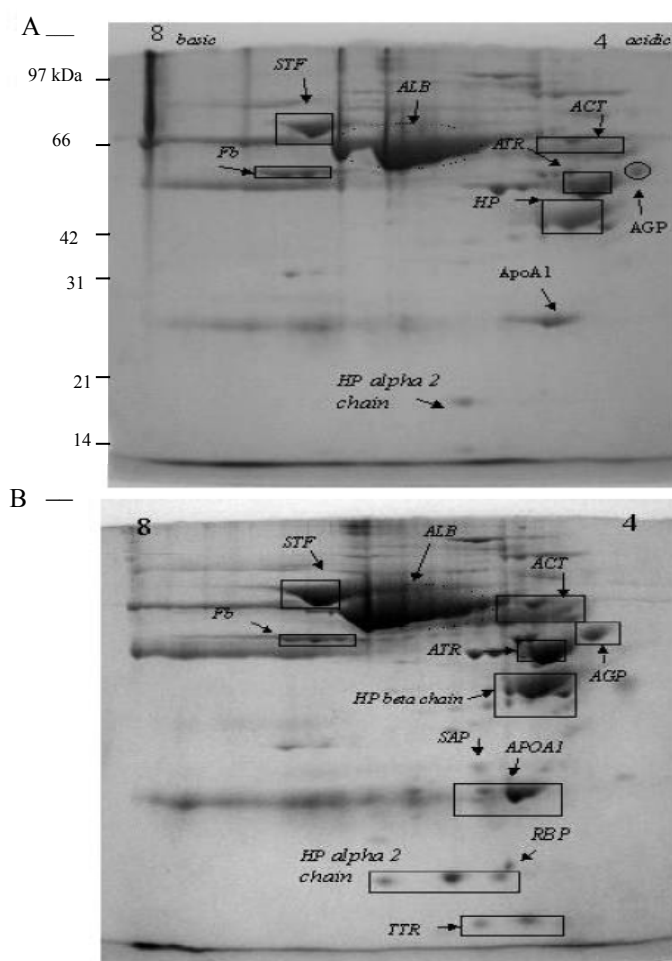 A
8 basic 4 acidic
97 kDa
STF
ALB
ACT
66
ATR
Fb
HP
AGP
42
31
ApoA1
21
HP alpha 2
chain
14
B
8 4
STF
ALB
ACT
Fb
ATR
AGP
HP beta chain
SAP
APOA1
RBP
HP alpha 2
chain
TTR